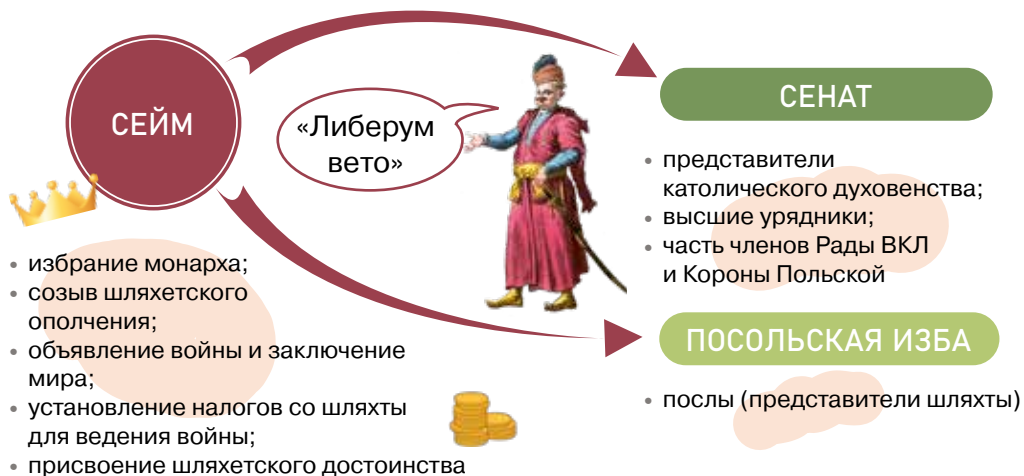 СЕЙМ
«Либерум
вето»
СЕНАТ
• представители
католического духовенства;
• высшие урядники;
• часть членов Рады ВКЛ
и Короны Польской
• избрание монарха;
• созыв шляхетского
ополчения;
• объявление войны и заключение
мира;
• установление налогов со шляхты
для ведения войны;
• присвоение шляхетского достоинства
ПОСОЛЬСКАЯ ИЗБА
• послы (представители шляхты)